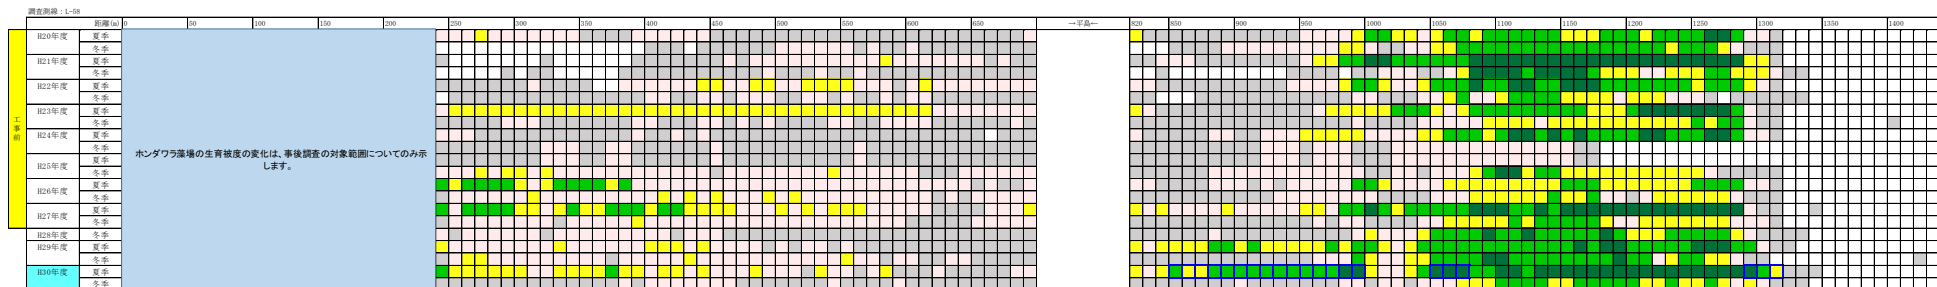 調査測線：L-58
距離(m) 0 50 100 150 200 250 300 350 400 450 500 550 600 650 →平島← 820 850 900 950 1000 1050 1100 1150 1200 1250 1300 1350 1400
工事前
H20年度 夏季
冬季
H21年度 夏季
冬季
H22年度 夏季
冬季
H23年度 夏季
冬季
H24年度 夏季
冬季
H25年度 夏季
冬季
H26年度 夏季
冬季
H27年度 夏季
冬季
H28年度 冬季
H29年度 夏季
冬季
H30年度 夏季
冬季
ホンダワラ藻場の生育被度の変化は、事後調査の対象範囲についてのみ示
します。